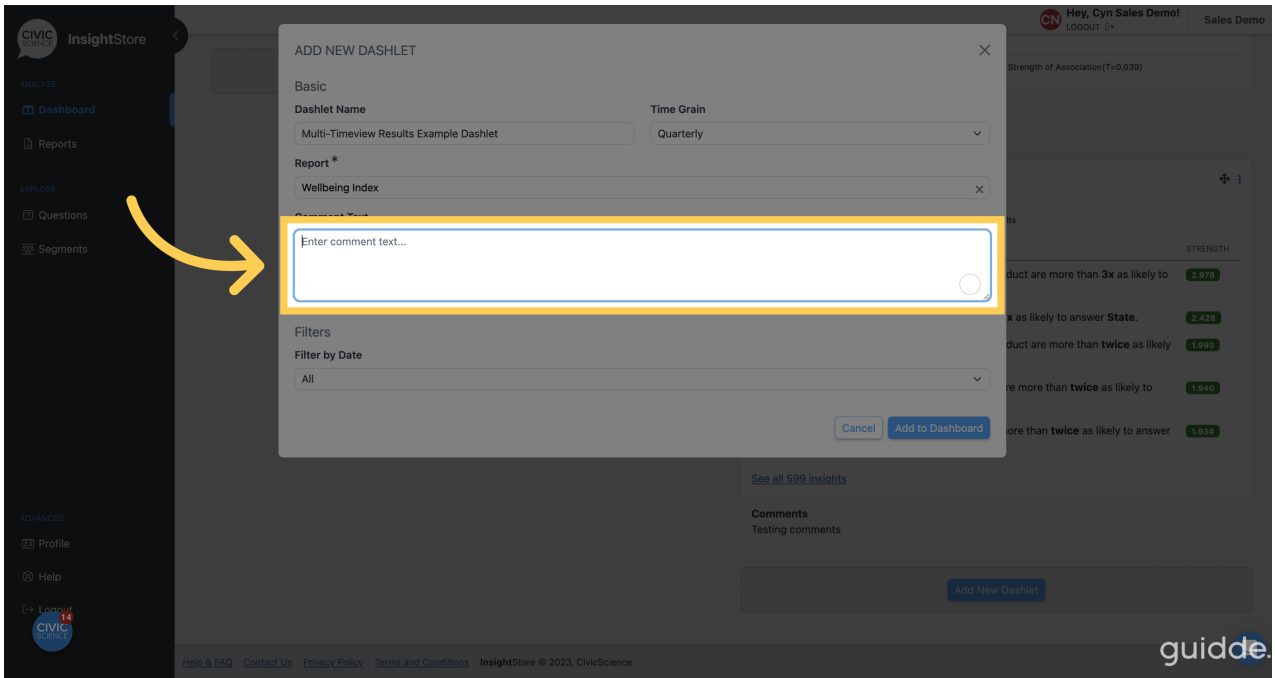 CIVIC
SCIENCE
InsightStore
ANALYZE
Dashboard
Reports
EXPLORE
Questions
Segments
ADVANCED
Profile
Help
Logout
14
CIVIC
SCIENCE
CN
Hey, Cyn Sales Demo!
LOGOUT
Sales Demo
ADD NEW DASHLET
Basic
Dashlet Name
Time Grain
Multi-Timeview Results Example Dashlet
Quarterly
Report *
Wellbeing Index
Comment Text
Enter comment text...
Filters
Filter by Date
All
Cancel
Add to Dashboard
Strength of Association(T=0.039)
STRENGTH
duct are more than 3x as likely to
2.978
x as likely to answer State.
2.428
duct are more than twice as likely
1.993
re more than twice as likely to
1.940
ore than twice as likely to answer
1.934
See all 599 insights
Comments
Testing comments
Add New Dashlet
Help & FAQ Contact Us Privacy Policy Terms and Conditions InsightStore © 2023, CivicScience
guidde.